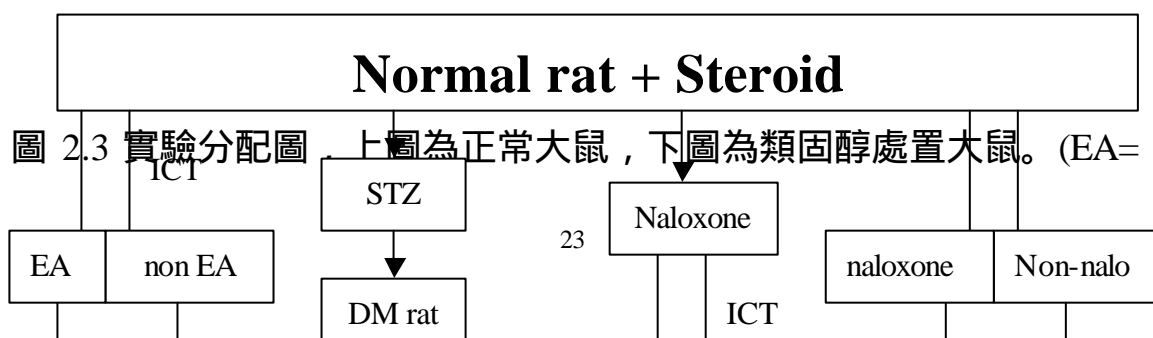 Normal rat + Steroid
圖 2.3 實驗分配圖，上圖為正常大鼠，下圖為類固醇處置大鼠。(EA=
ICT
STZ
Naloxone
23
EA
non EA
naloxone
Non-nalo
DM rat
ICT